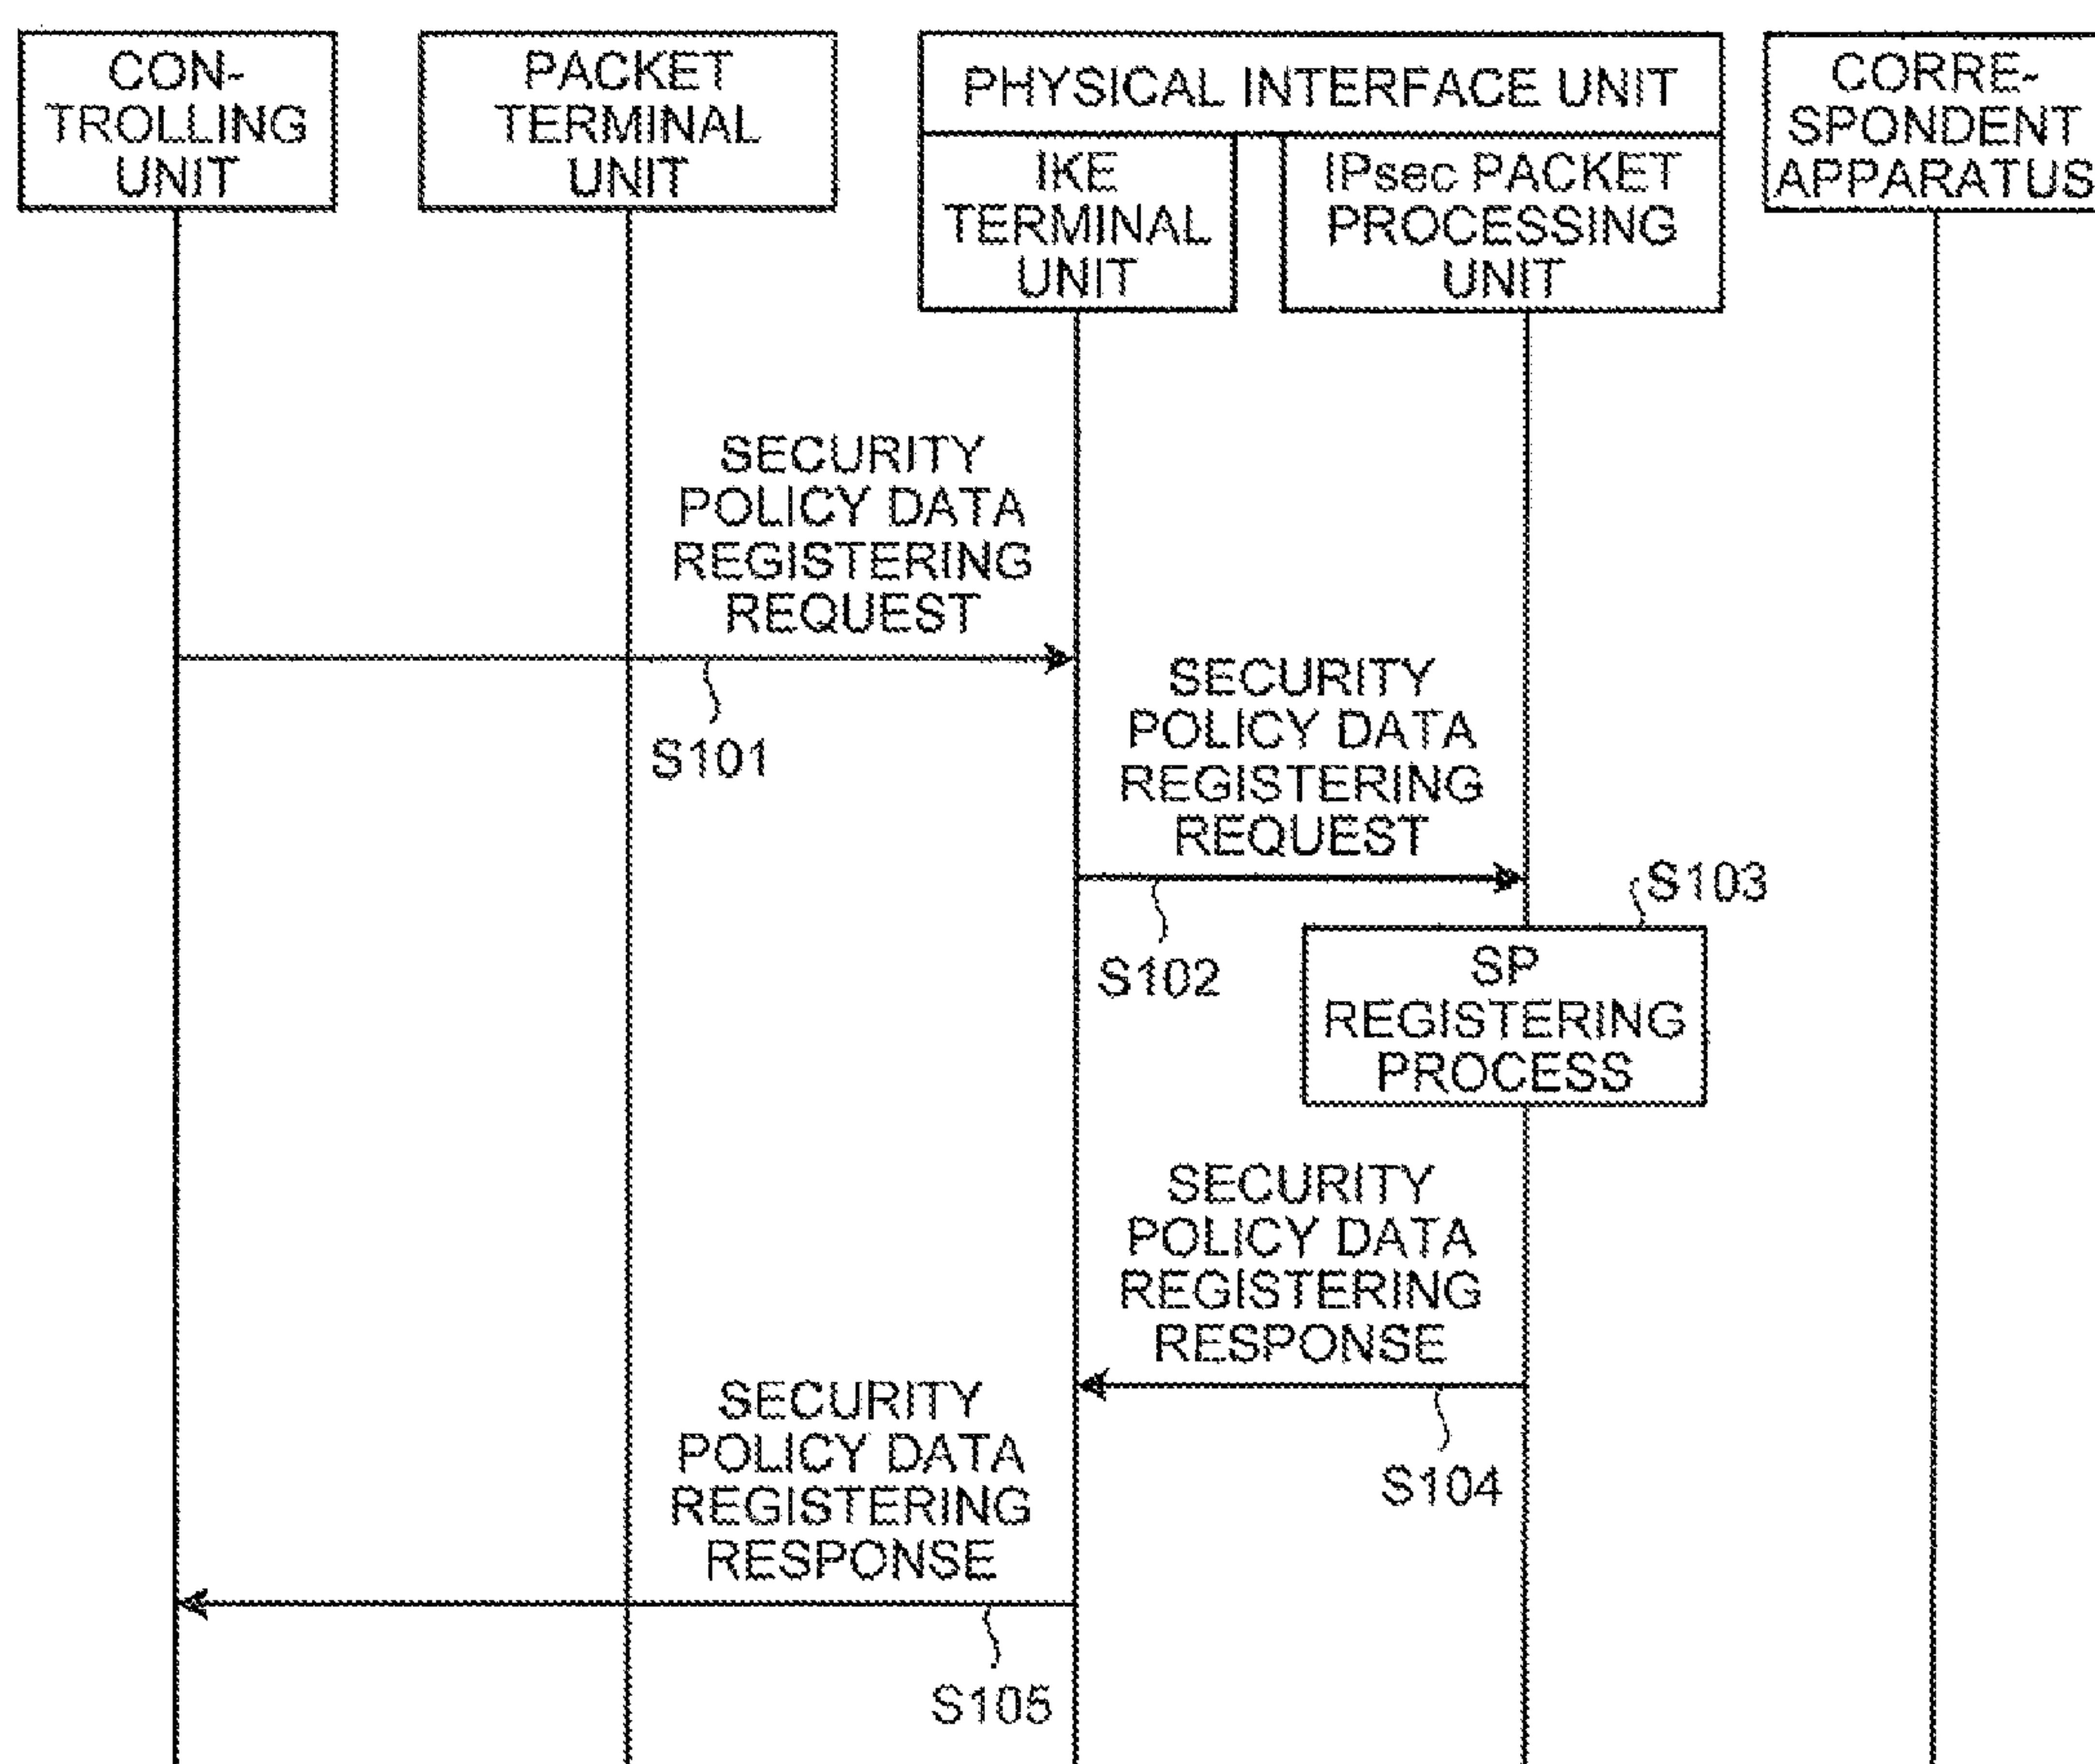 CON-
TROLLING
UNIT
PACKET
TERMINAL
UNIT
PHYSICAL INTERFACE UNIT
IKE
TERMINAL
UNIT
IPsec PACKET
PROCESSING
UNIT
CORRE-
SPONDENT
APPARATUS
SECURITY
POLICY DATA
REGISTERING
REQUEST
S101
SECURITY
POLICY DATA
REGISTERING
REQUEST
S102
S103
SP
REGISTERING
PROCESS
SECURITY
POLICY DATA
REGISTERING
RESPONSE
S104
SECURITY
POLICY DATA
REGISTERING
RESPONSE
S105